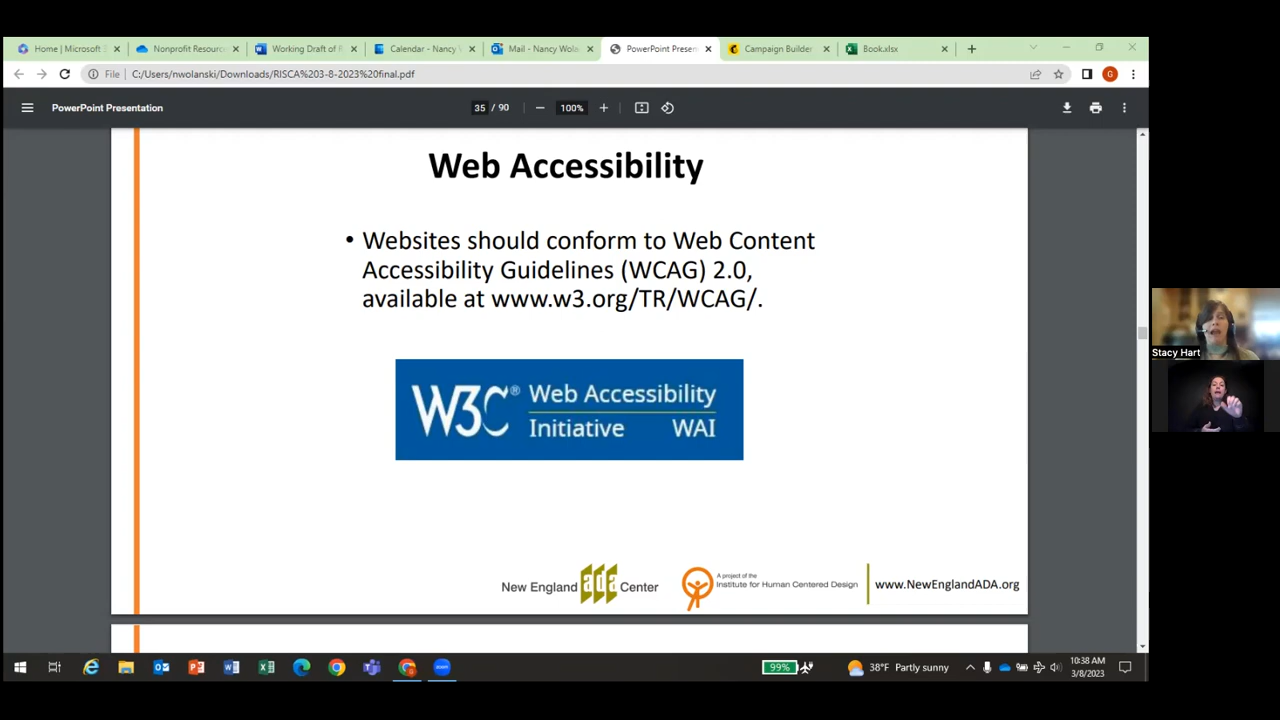 Home | Microsoft
Nonprofit Resourc
Working Draft of R
Calendar - Nancy
Mail - Nancy Wola
PowerPoint Presen
Campaign Builder
Book.xlsx
File
C:/Users/nwolanski/Downloads/RISCA%203-8-2023%20final.pdf
G
PowerPoint Presentation
35 / 90
100%
Web Accessibility
• Websites should conform to Web Content
Accessibility Guidelines (WCAG) 2.0,
available at www.w3.org/TR/WCAG/.
W3C® Web Accessibility
Initiative WAI
Stacy Hart
New England ada Center
A project of the
Institute for Human Centered Design
www.NewEnglandADA.org
99%
38°F Partly sunny
10:38 AM
3/8/2023